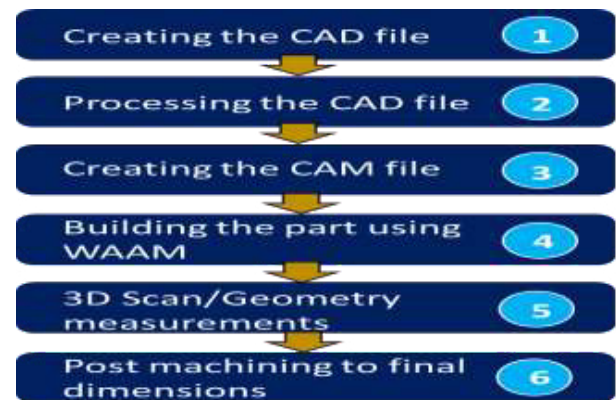 Creating the CAD file 1
Processing the CAD file 2
Creating the CAM file 3
Building the part using
WAAM 4
3D Scan/Geometry
measurements 5
Post machining to final
dimensions 6